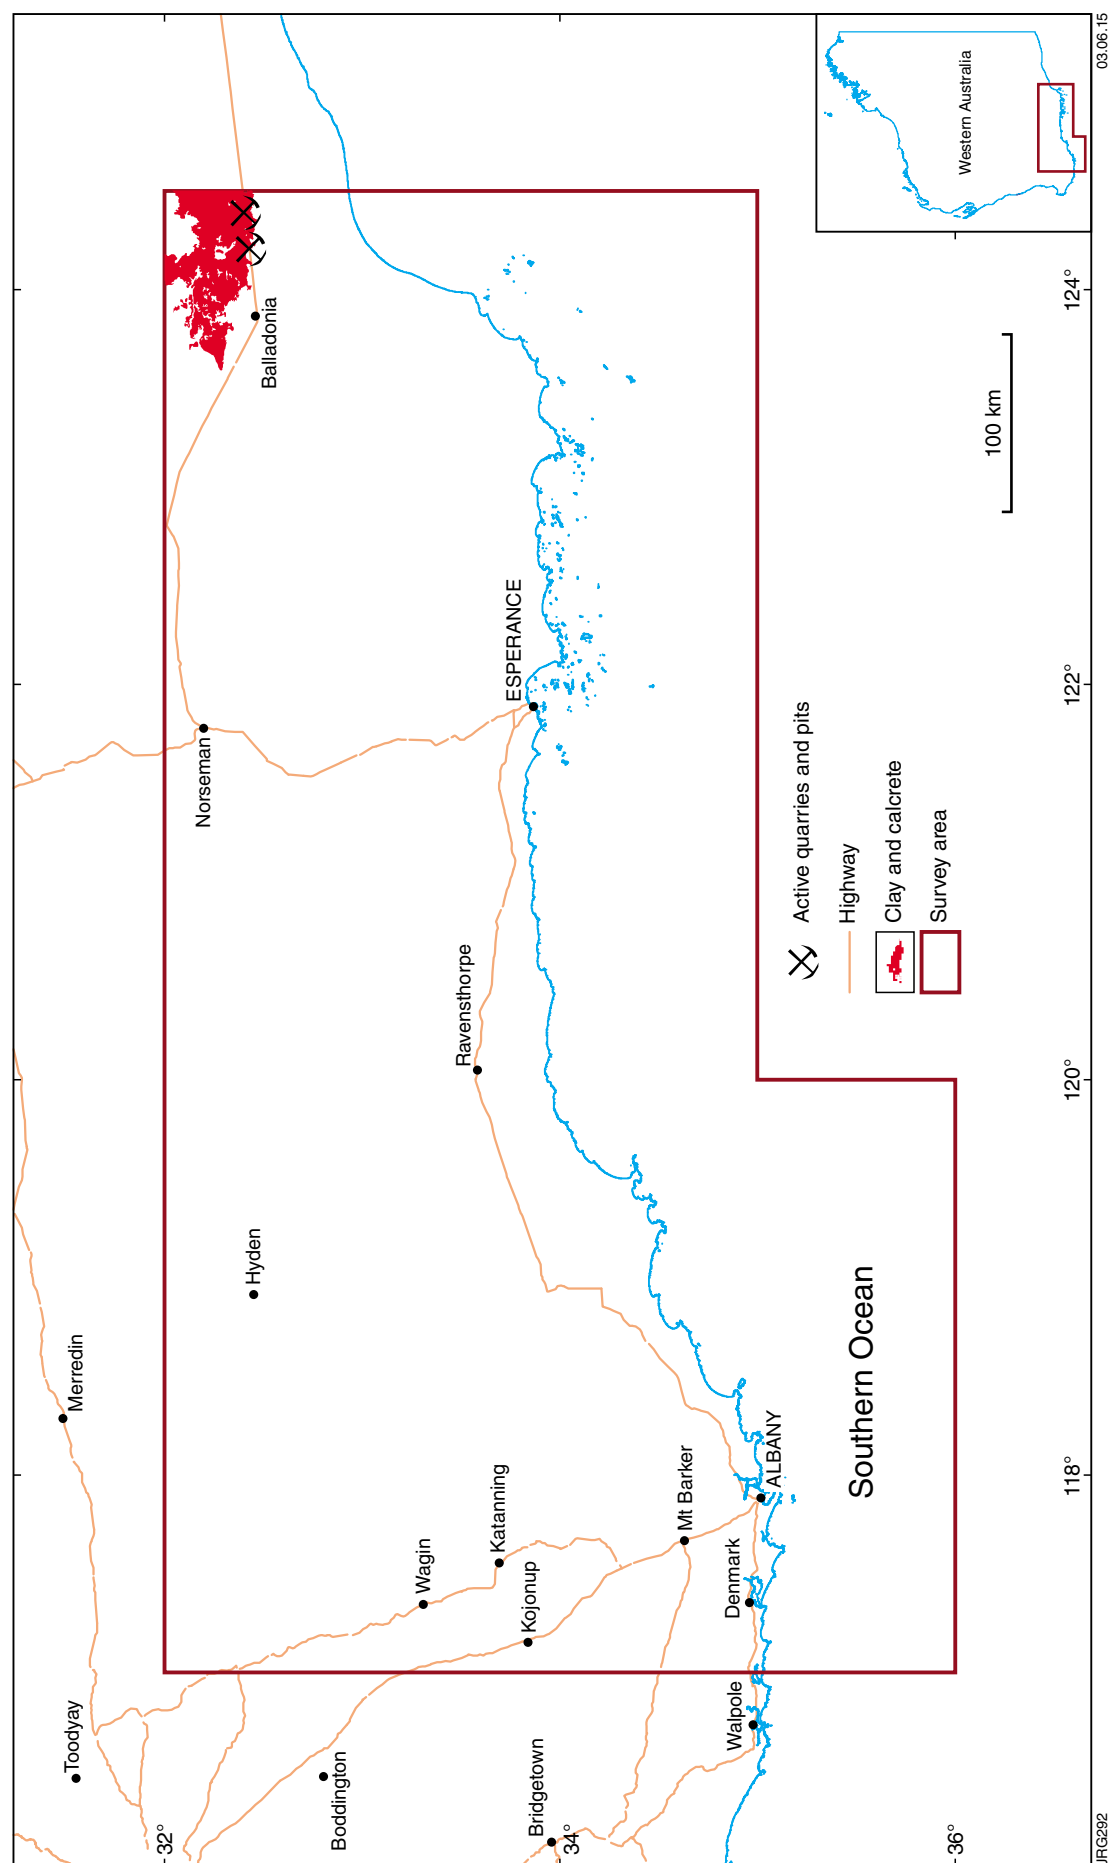 Toodyay
Merredin
Hyden
Norseman
Balladonia
Boddington
Wagin
Katanning
Kojonup
Ravensthorpe
ESPERANCE
Bridgetown
Mt Barker
Walpole
Denmark
ALBANY
Southern Ocean
32°
34°
36°
118°
120°
122°
124°
Active quarries and pits
Highway
Clay and calcrete
Survey area
100 km
Western Australia
JRG292
03.06.15